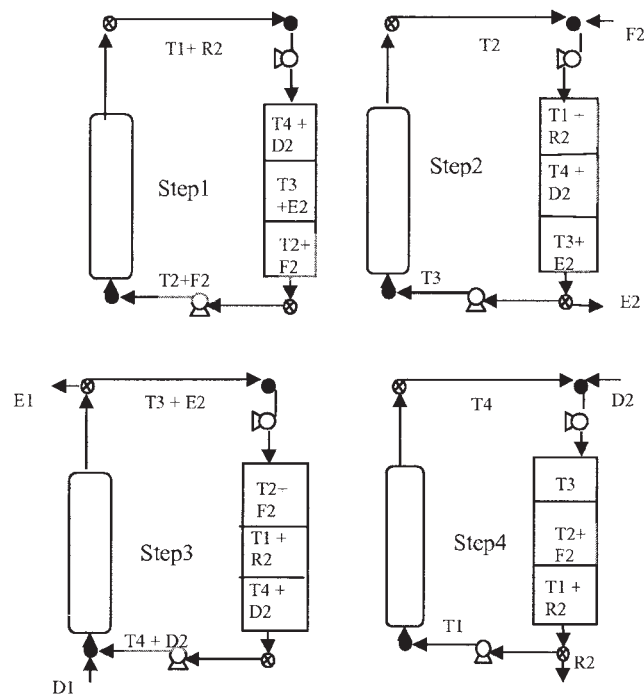 T1+ R2
T4 +
D2
T3
+E2
T2+
F2
Step1
T2+F2
T2
F2
T1 +
R2
T4 +
D2
T3+
E2
Step2
T3
E2
E1
T3 + E2
T2+
F2
T1 +
R2
T4 +
D2
Step3
T4 + D2
D1
T4
D2
T3
T2+
F2
T1 +
R2
Step4
T1
R2